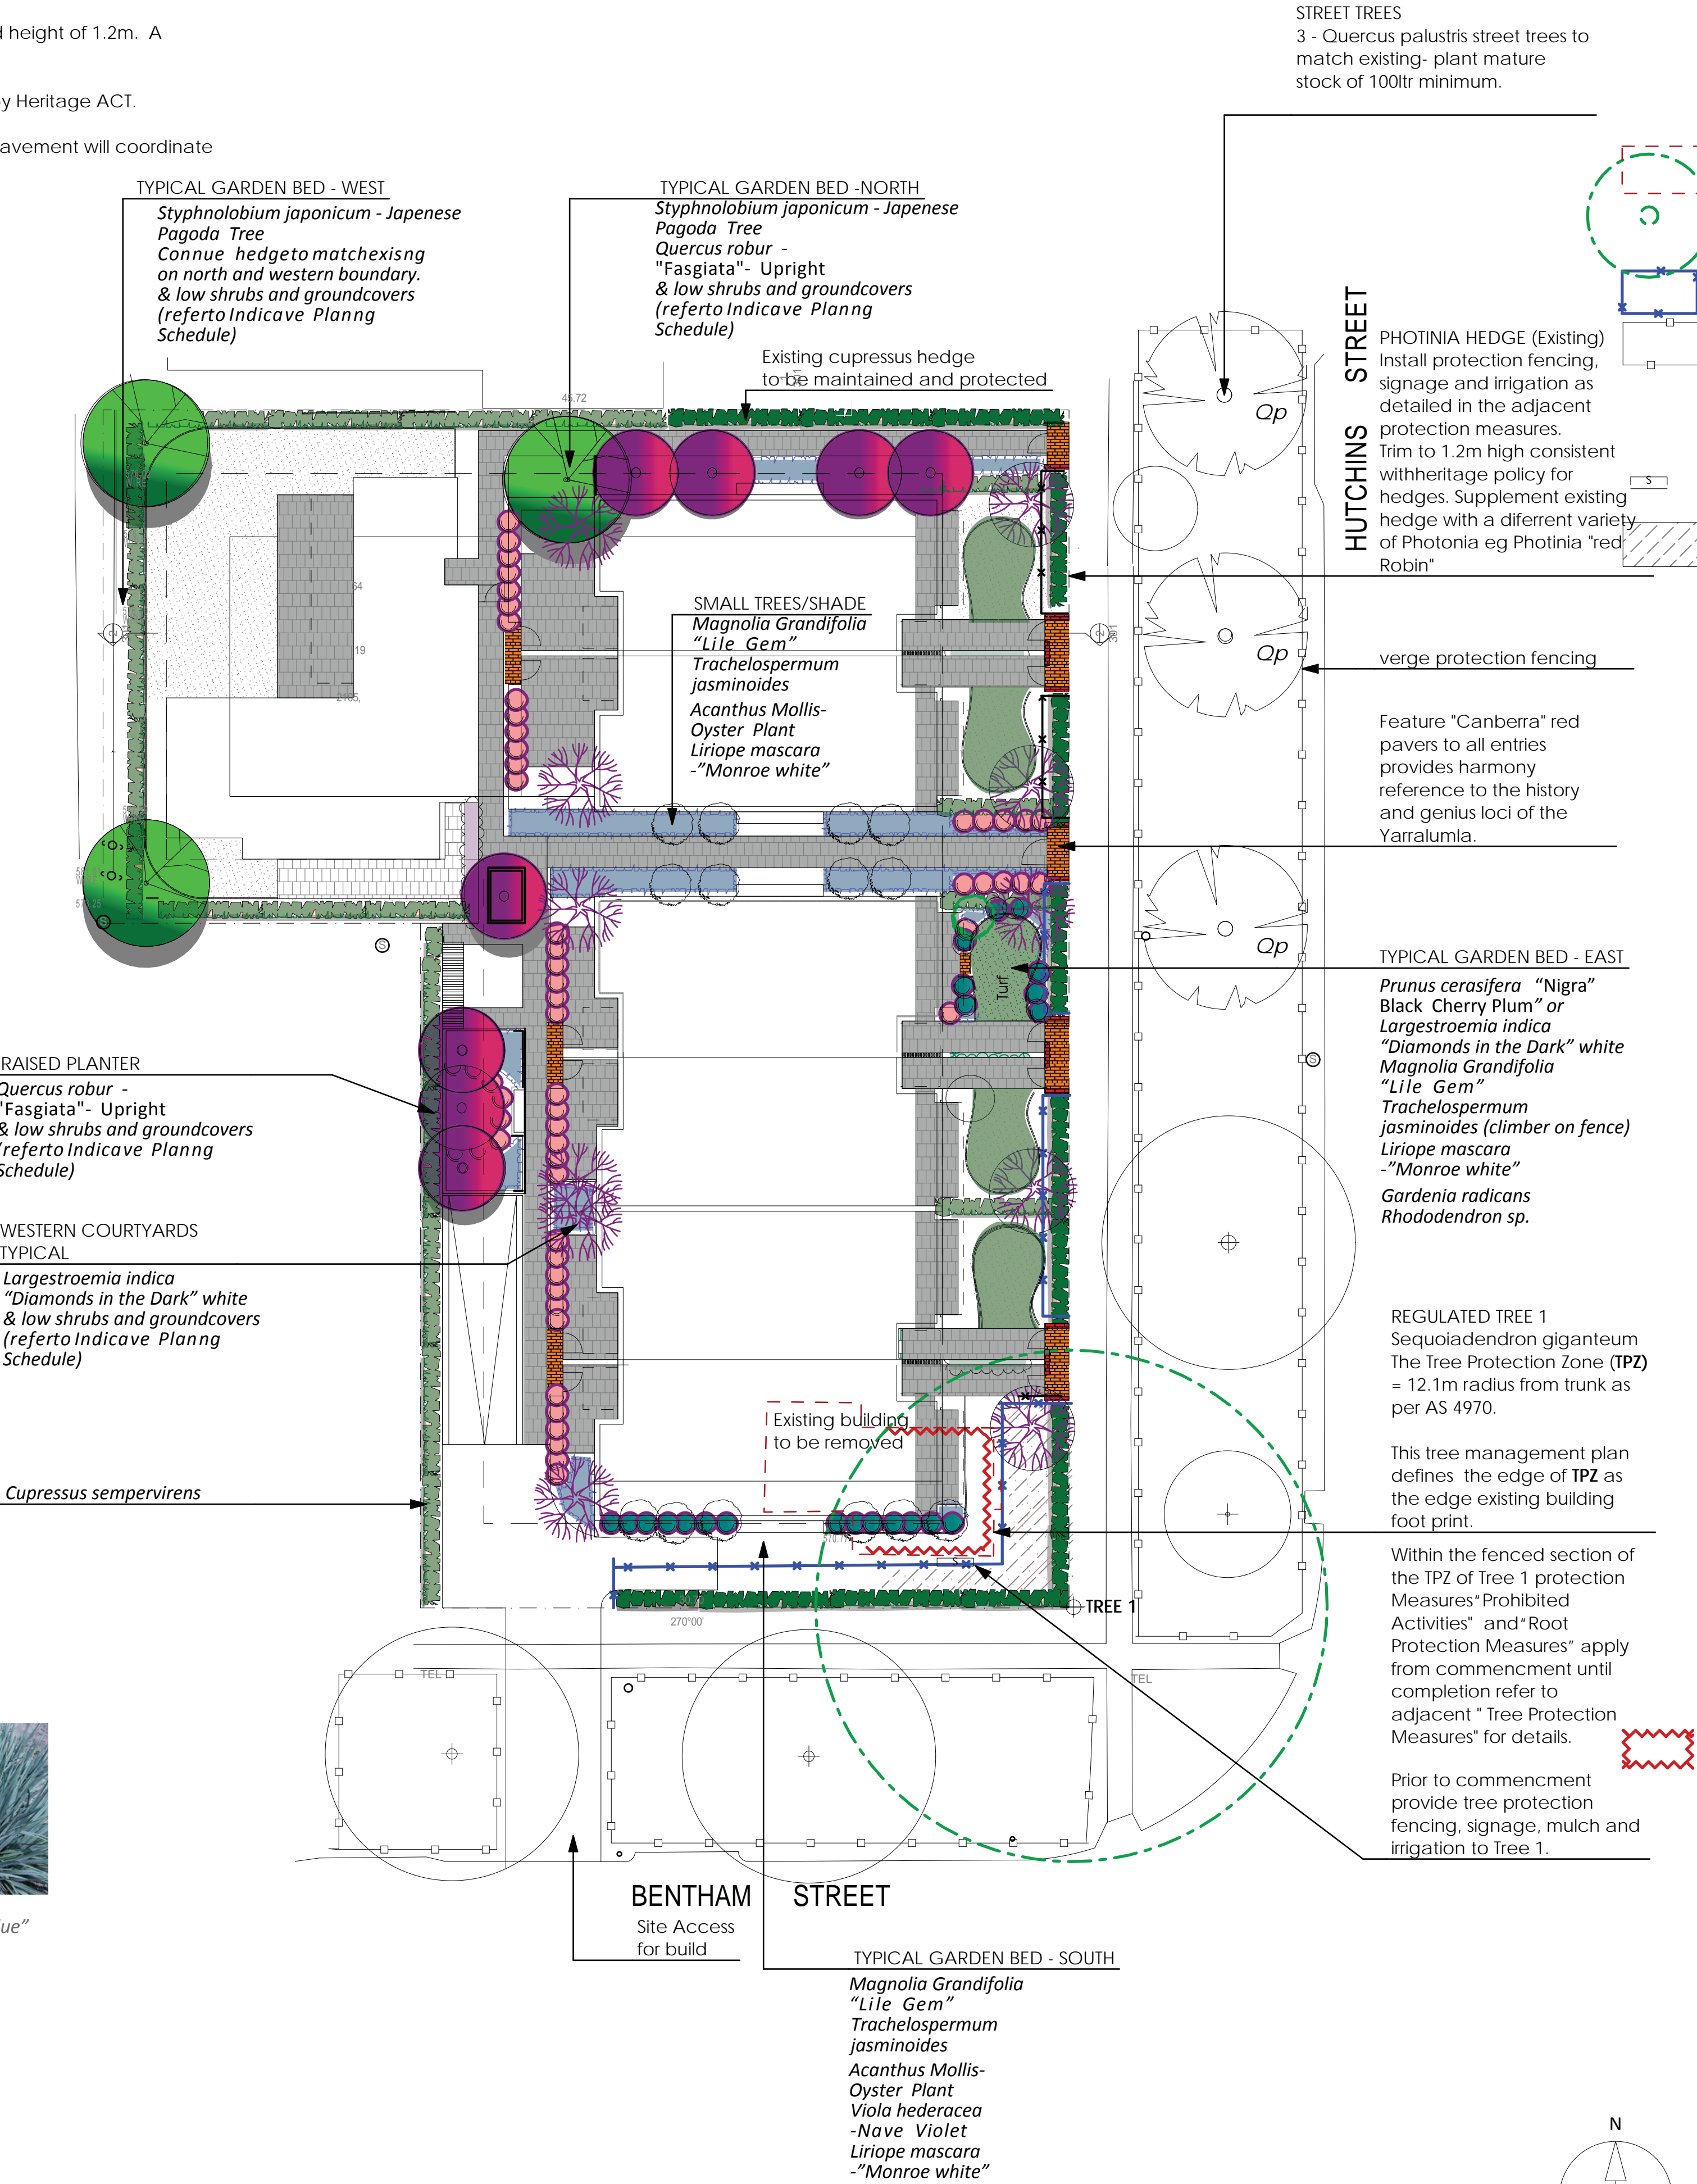 d height of 1.2m. A
y Heritage ACT.
avement will coordinate
STREET TREES
3 - Quercus palustris street trees to
match existing- plant mature
stock of 100ltr minimum.
TYPICAL GARDEN BED - WEST
Styphnolobium japonicum - Japenese
Pagoda Tree
Connue hedgeto matchexisng
on north and western boundary.
& low shrubs and groundcovers
(referto Indicave Planng
Schedule)
TYPICAL GARDEN BED -NORTH
Styphnolobium japonicum - Japenese
Pagoda Tree
Quercus robur -
"Fasgiata"- Upright
& low shrubs and groundcovers
(referto Indicave Planng
Schedule)
Existing cupressus hedge
to be maintained and protected
45.72
HUTCHINS STREET
PHOTINIA HEDGE (Existing)
Install protection fencing,
signage and irrigation as
detailed in the adjacent
protection measures.
Trim to 1.2m high consistent
withheritage policy for
hedges. Supplement existing
hedge with a diferrent variety
of Photonia eg Photinia "red
Robin"
S
Qp
Qp
Qp
SMALL TREES/SHADE
Magnolia Grandifolia
“Lile Gem”
Trachelospermum
jasminoides
Acanthus Mollis-
Oyster Plant
Liriope mascara
-”Monroe white”
verge protection fencing
Feature "Canberra" red
pavers to all entries
provides harmony
reference to the history
and genius loci of the
Yarralumla.
S
S
Turf
TYPICAL GARDEN BED - EAST
Prunus cerasifera “Nigra”
Black Cherry Plum” or
Largestroemia indica
“Diamonds in the Dark” white
Magnolia Grandifolia
“Lile Gem”
Trachelospermum
jasminoides (climber on fence)
Liriope mascara
-”Monroe white”
Gardenia radicans
Rhododendron sp.
RAISED PLANTER
Quercus robur -
"Fasgiata"- Upright
& low shrubs and groundcovers
(referto Indicave Planng
Schedule)
WESTERN COURTYARDS
TYPICAL
Largestroemia indica
“Diamonds in the Dark” white
& low shrubs and groundcovers
(referto Indicave Planng
Schedule)
Cupressus sempervirens
Existing building
to be removed
REGULATED TREE 1
Sequoiadendron giganteum
The Tree Protection Zone (TPZ)
= 12.1m radius from trunk as
per AS 4970.
This tree management plan
defines the edge of TPZ as
the edge existing building
foot print.
Within the fenced section of
the TPZ of Tree 1 protection
Measures“Prohibited
Activities" and“Root
Protection Measures” apply
from commencment until
completion refer to
adjacent " Tree Protection
Measures" for details.
Prior to commencment
provide tree protection
fencing, signage, mulch and
irrigation to Tree 1.
S
TREE 1
270°00'
TEL
TEL
ue”
BENTHAM STREET
Site Access
for build
TYPICAL GARDEN BED - SOUTH
Magnolia Grandifolia
“Lile Gem”
Trachelospermum
jasminoides
Acanthus Mollis-
Oyster Plant
Viola hederacea
-Nave Violet
Liriope mascara
-”Monroe white”
N